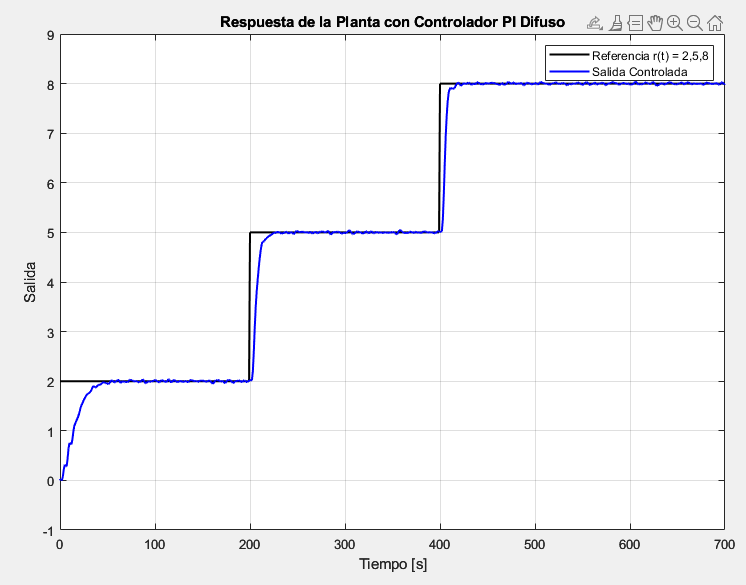 Respuesta de la Planta con Controlador PI Difuso
Referencia r(t) = 2,5,8
Salida Controlada
9
8
7
6
5
4
3
2
1
0
-1
Salida
0 100 200 300 400 500 600 700
Tiempo [s]